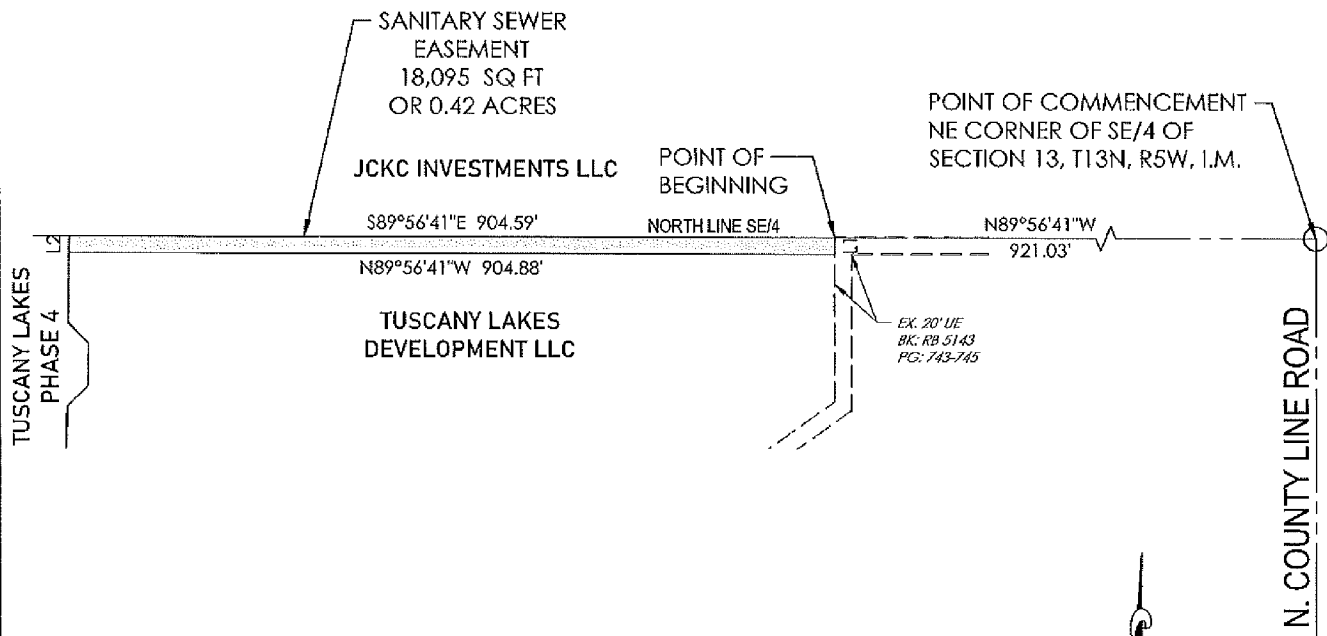 SANITARY SEWER
EASEMENT
18,095 SQ FT
OR 0.42 ACRES
POINT OF COMMENCEMENT
NE CORNER OF SE/4 OF
SECTION 13, T13N, R5W, I.M.
JCKC INVESTMENTS LLC
POINT OF
BEGINNING
S89°56'41"E 904.59'
NORTH LINE SE/4
N89°56'41"W
921.03'
L2
N89°56'41"W 904.88'
TUSCANY LAKES
PHASE 4
TUSCANY LAKES
DEVELOPMENT LLC
EX. 20' UE
BK: RB 5143
PG: 743-745
N. COUNTY LINE ROAD